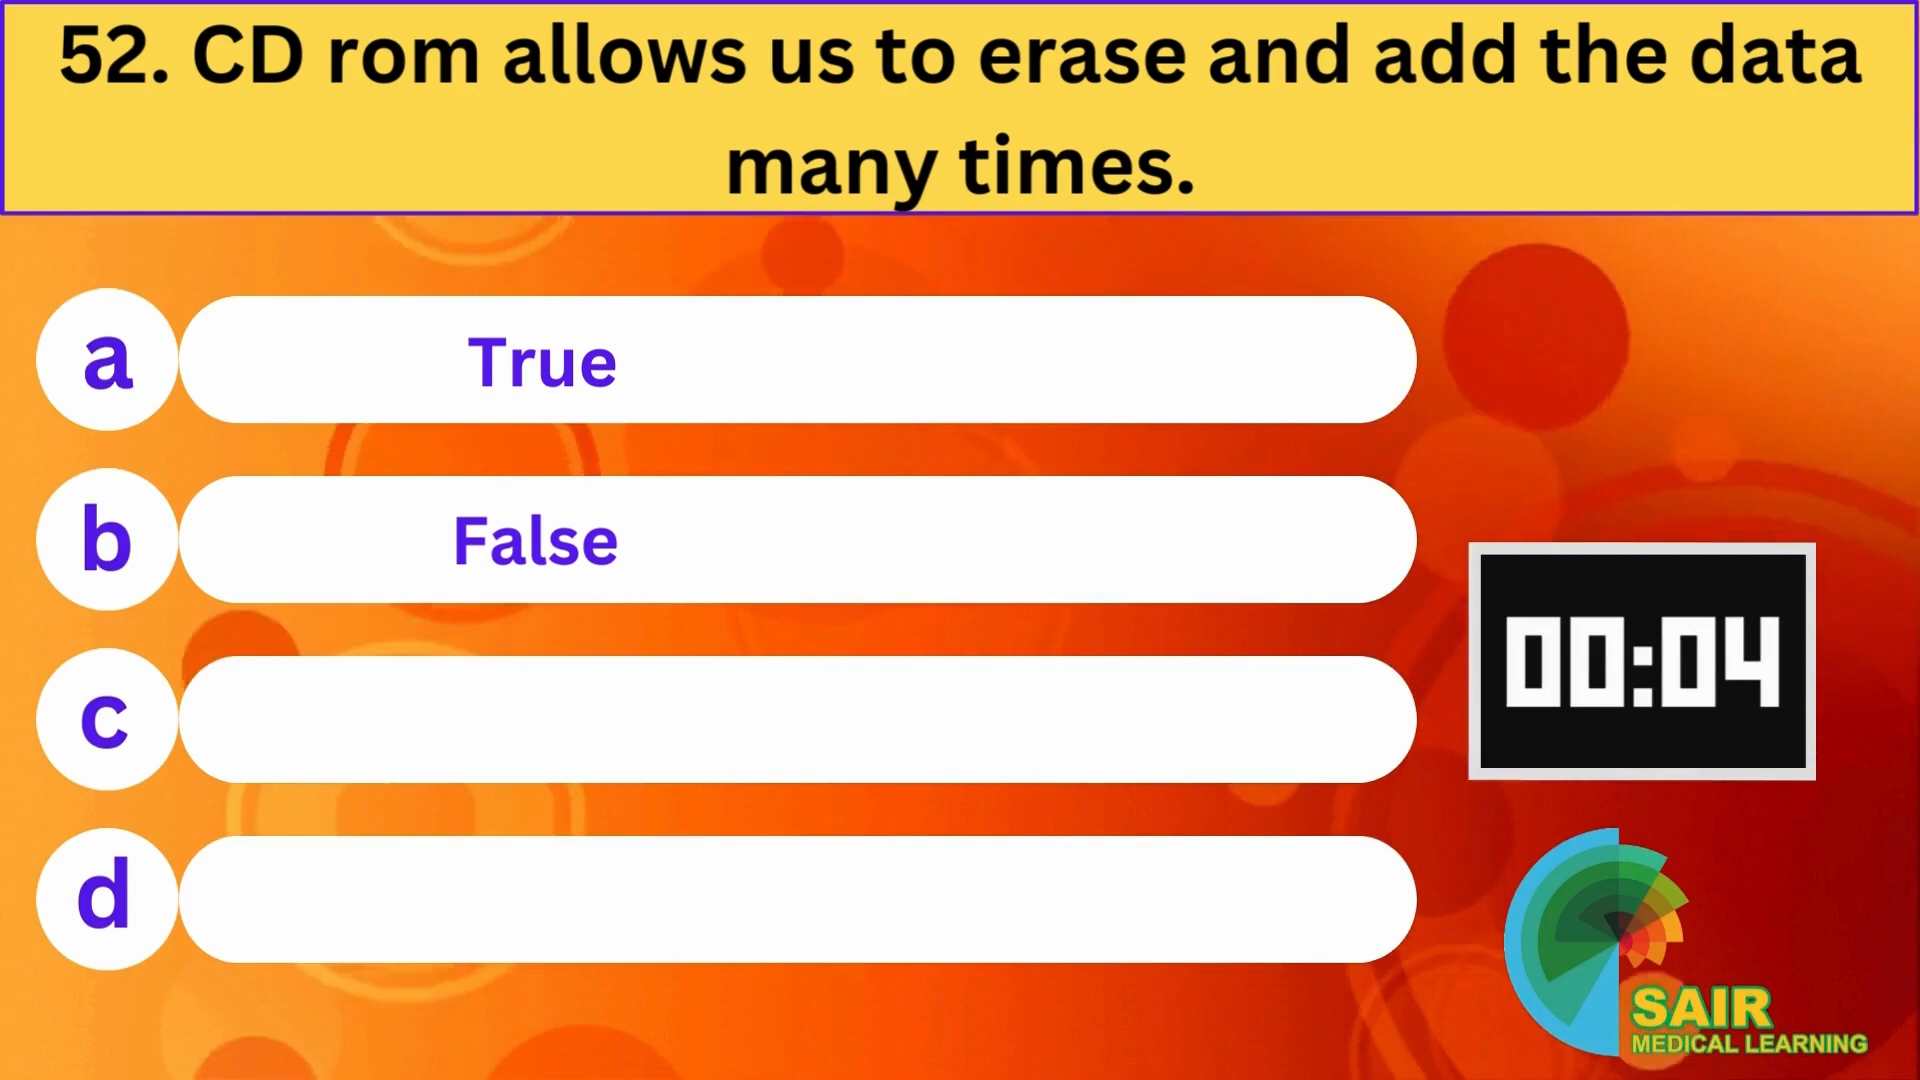 52. CD rom allows us to erase and add the data
many times.
a True
b False
c
d
00:04
SAIR
MEDICAL LEARNING